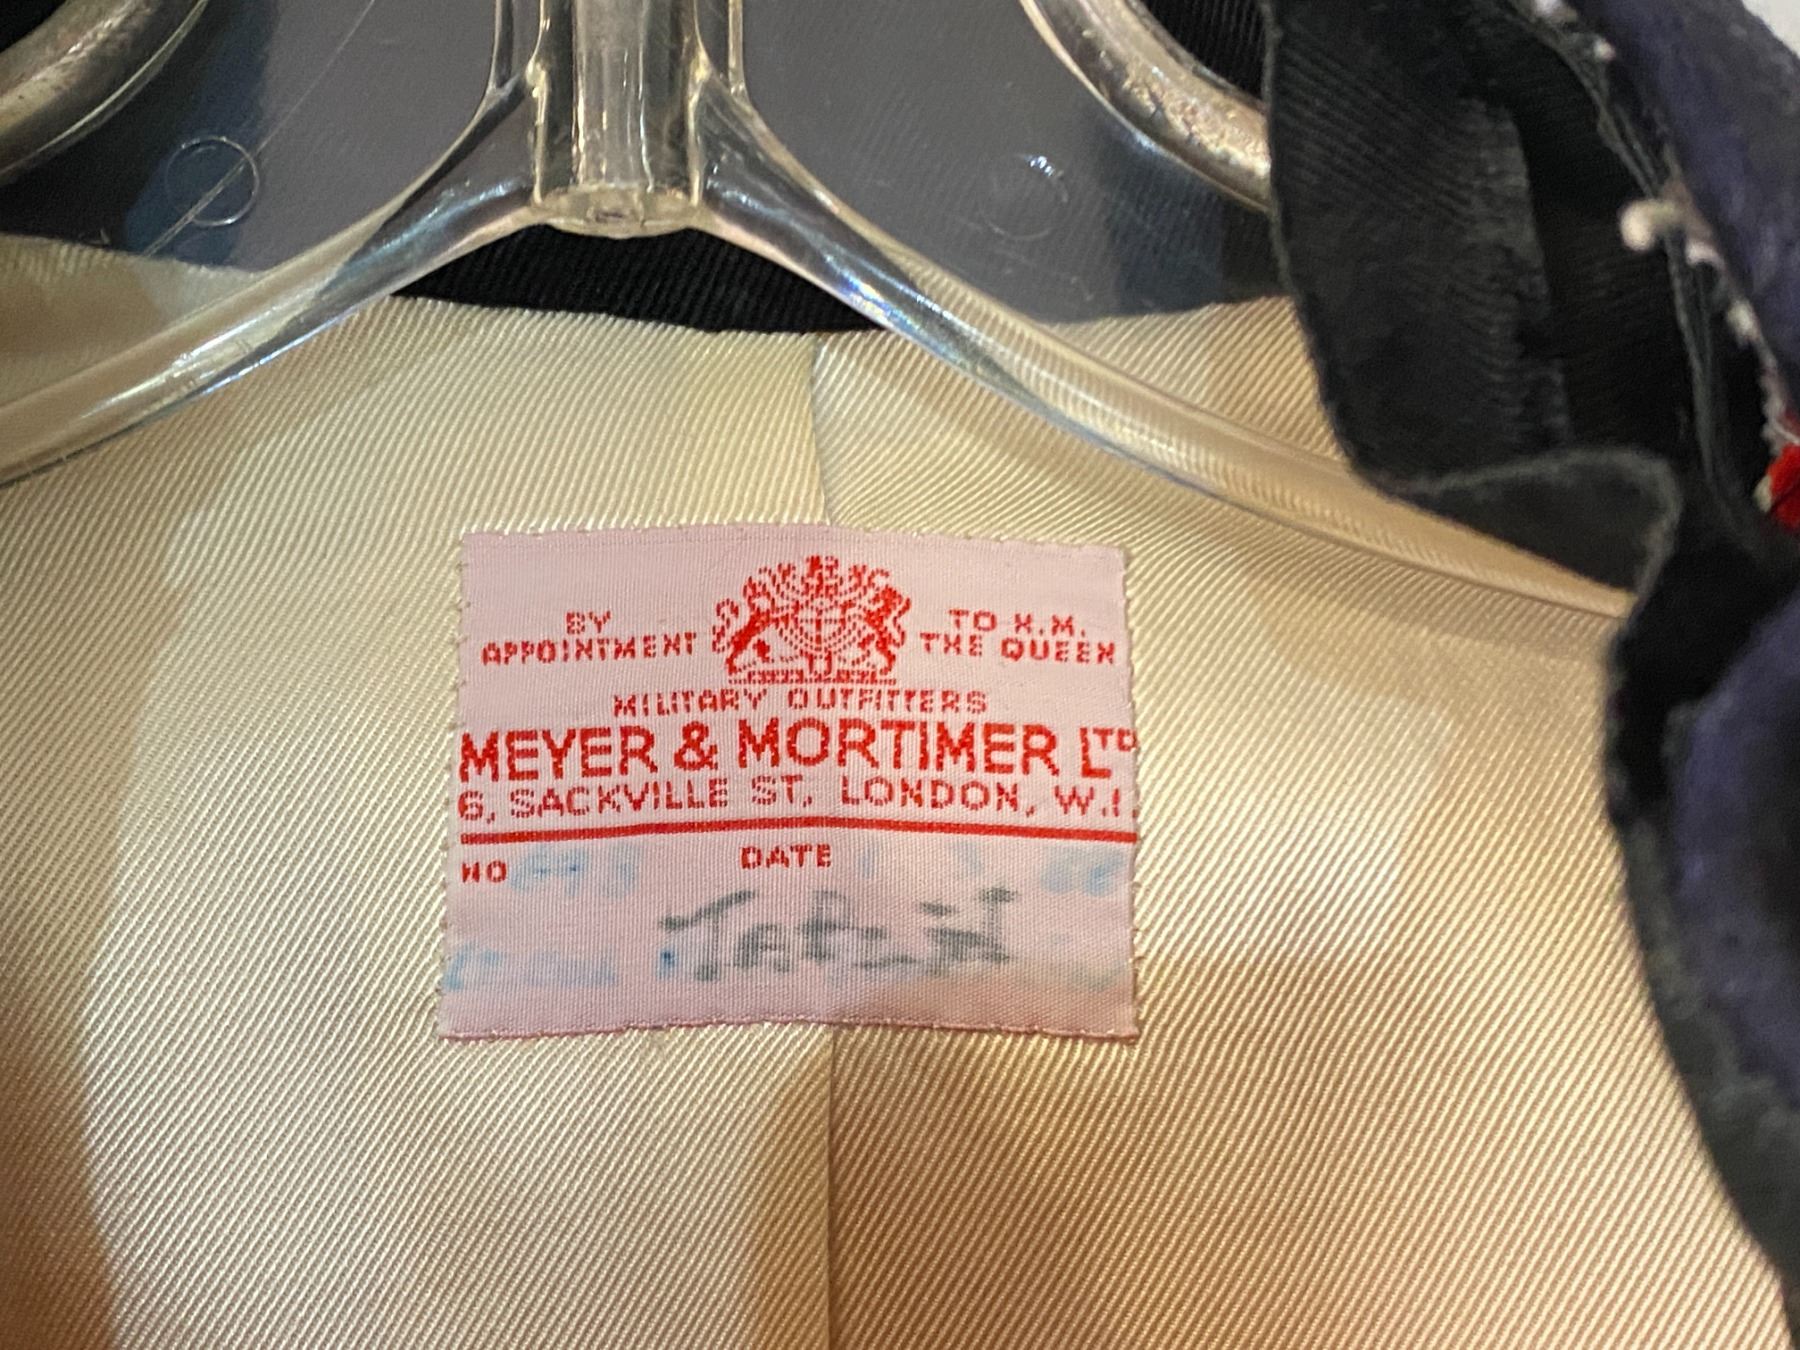 BY
APPOINTMENT
TO H.M.
THE QUEEN
MILITARY OUTFITTERS
MEYER & MORTIMER LTD
6, SACKVILLE ST, LONDON, W.1
NO
DATE